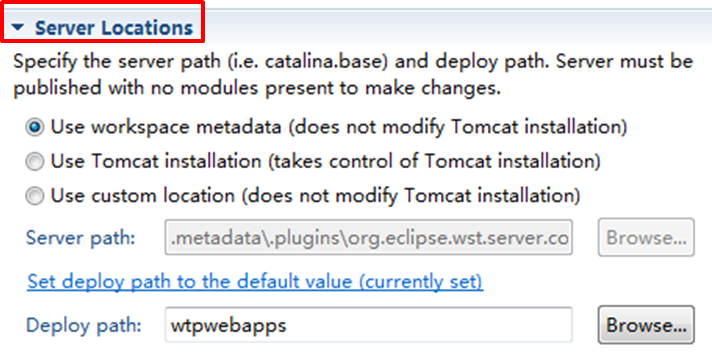 Server Locations
Specify the server path (i.e. catalina.base) and deploy path. Server must be
published with no modules present to make changes.
Use workspace metadata (does not modify Tomcat installation)
Use Tomcat installation (takes control of Tomcat installation)
Use custom location (does not modify Tomcat installation)
Server path: .metadata\.plugins\org.eclipse.wst.server.co Browse...
Set deploy path to the default value (currently set)
Deploy path: wtpwebapps Browse...